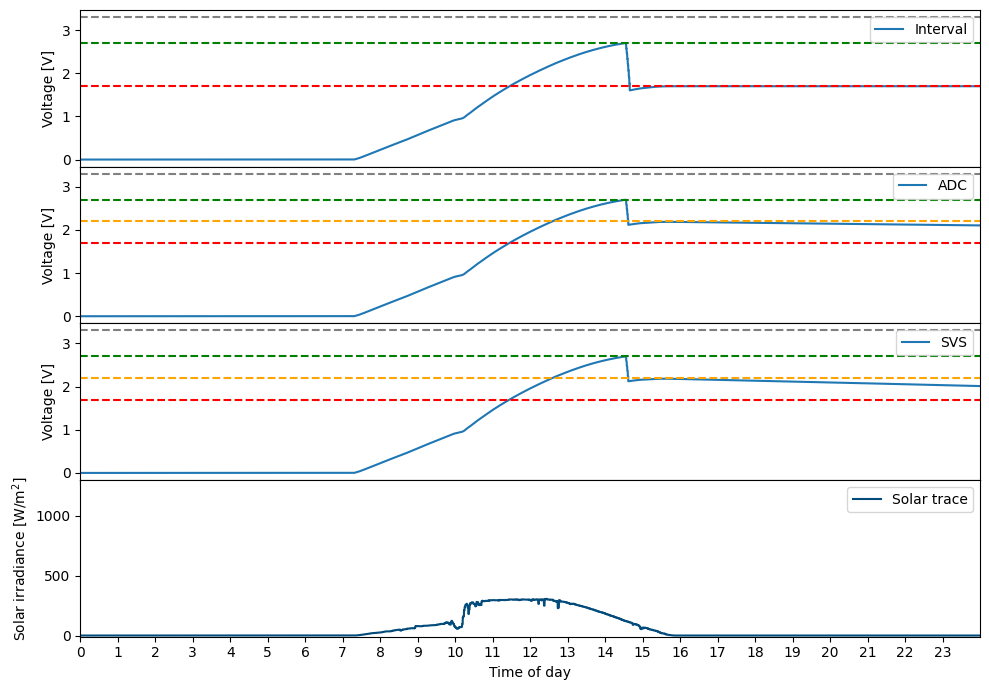 Voltage [V]
3
2
1
0
Interval
Voltage [V]
3
2
1
0
ADC
Voltage [V]
3
2
1
0
SVS
Solar irradiance [W/m²]
1000
500
0
Solar trace
0 1 2 3 4 5 6 7 8 9 10 11 12 13 14 15 16 17 18 19 20 21 22 23
Time of day